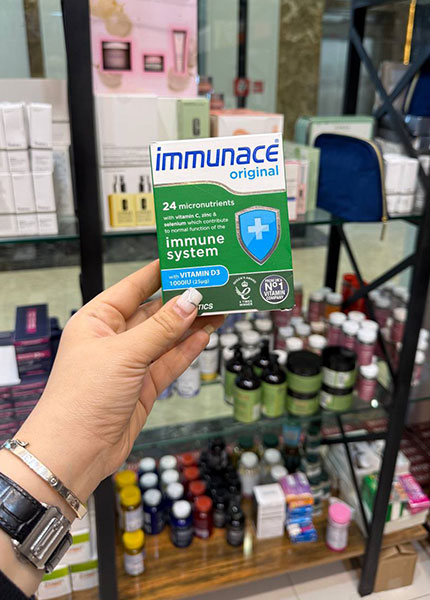 immunace®
original
24 micronutrients
with vitamin C, zinc &
selenium which contribute
to normal function of the
immune
system
with VITAMIN D3
1000IU (25μg)
Nº1
VITAMIN
COMPANY